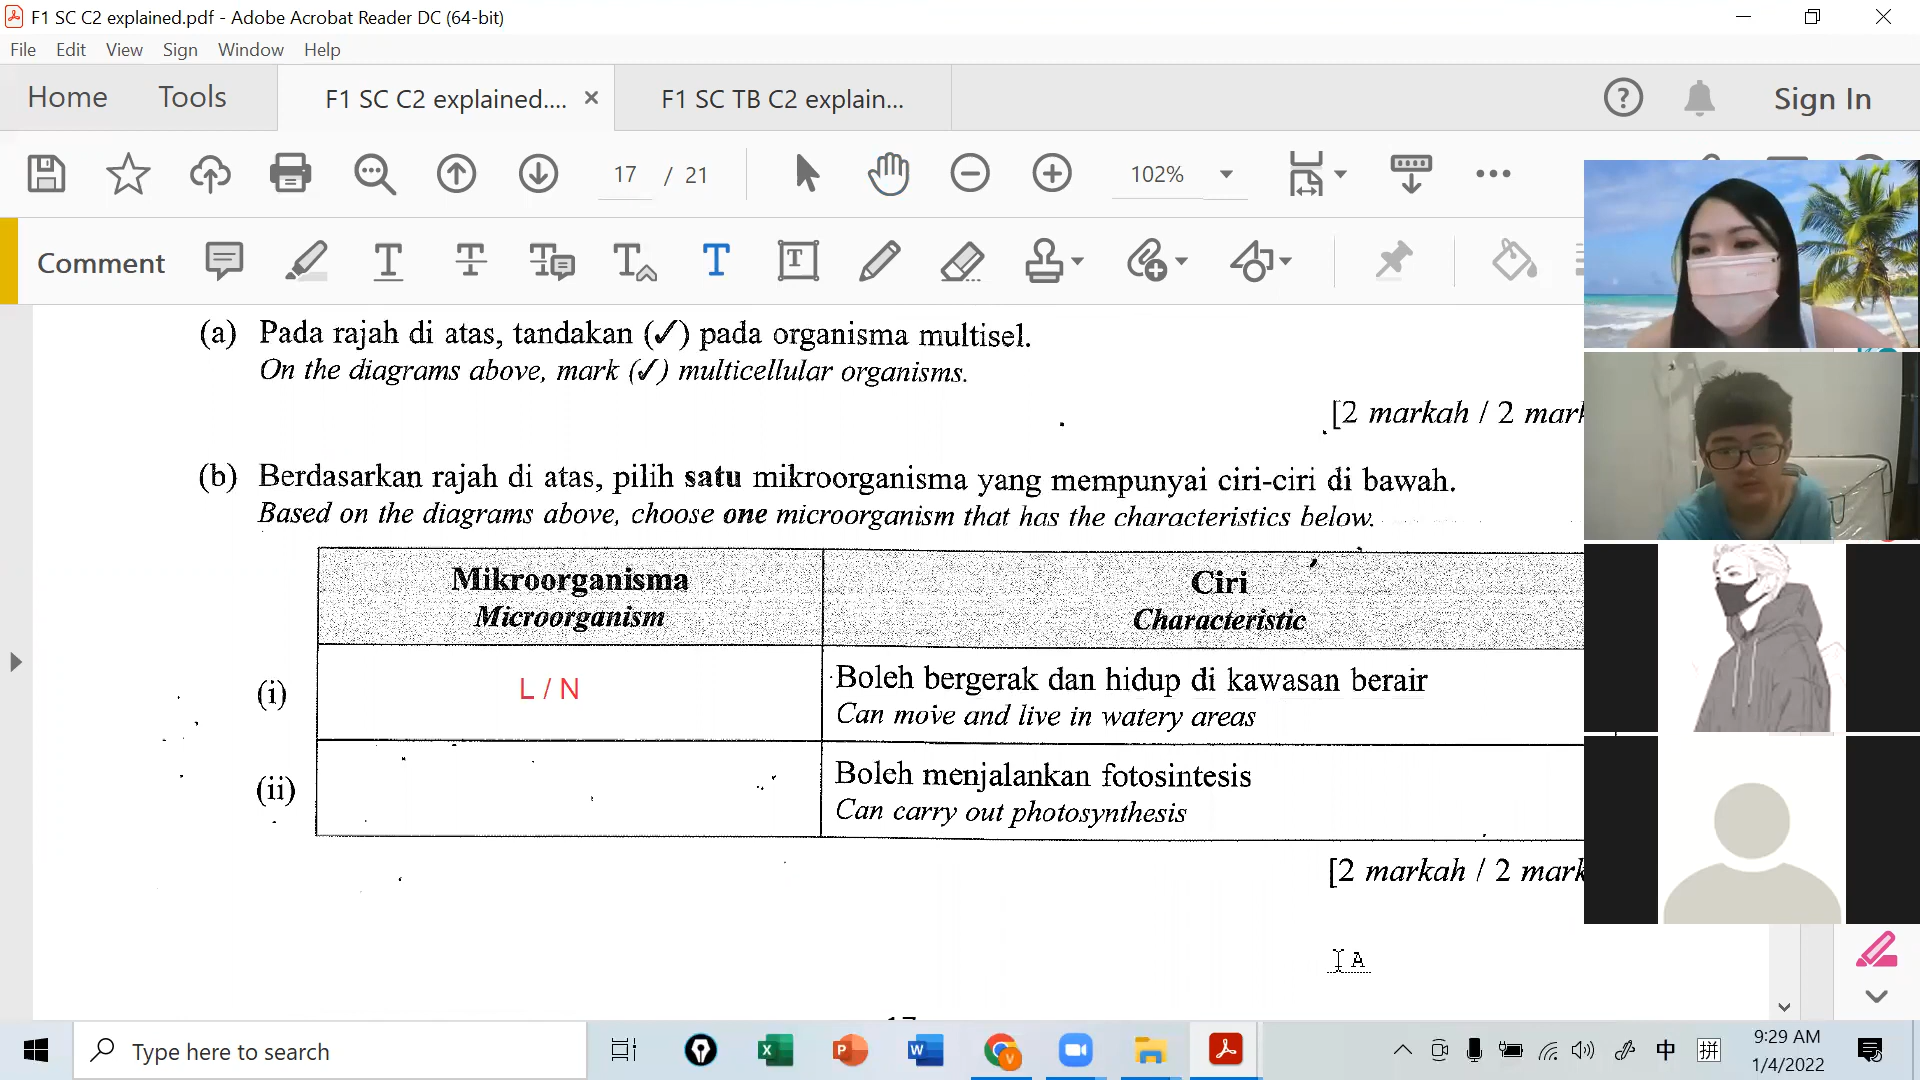 F1 SC C2 explained.pdf - Adobe Acrobat Reader DC (64-bit)
File Edit View Sign Window Help
Home Tools F1 SC C2 explained.... F1 SC TB C2 explain... Sign In
17 / 21 102%
Comment
(a) Pada rajah di atas, tandakan (✓) pada organisma multisel.
On the diagrams above, mark (✓) multicellular organisms.
[2 markah / 2 mark
(b) Berdasarkan rajah di atas, pilih satu mikroorganisma yang mempunyai ciri-ciri di bawah.
Based on the diagrams above, choose one microorganism that has the characteristics below.
Mikroorganisma Ciri
Microorganism Characteristic
(i) L / N Boleh bergerak dan hidup di kawasan berair
Can move and live in watery areas
(ii) Boleh menjalankan fotosintesis
Can carry out photosynthesis
[2 markah / 2 mark
A
Type here to search
中 拼 9:29 AM
1/4/2022